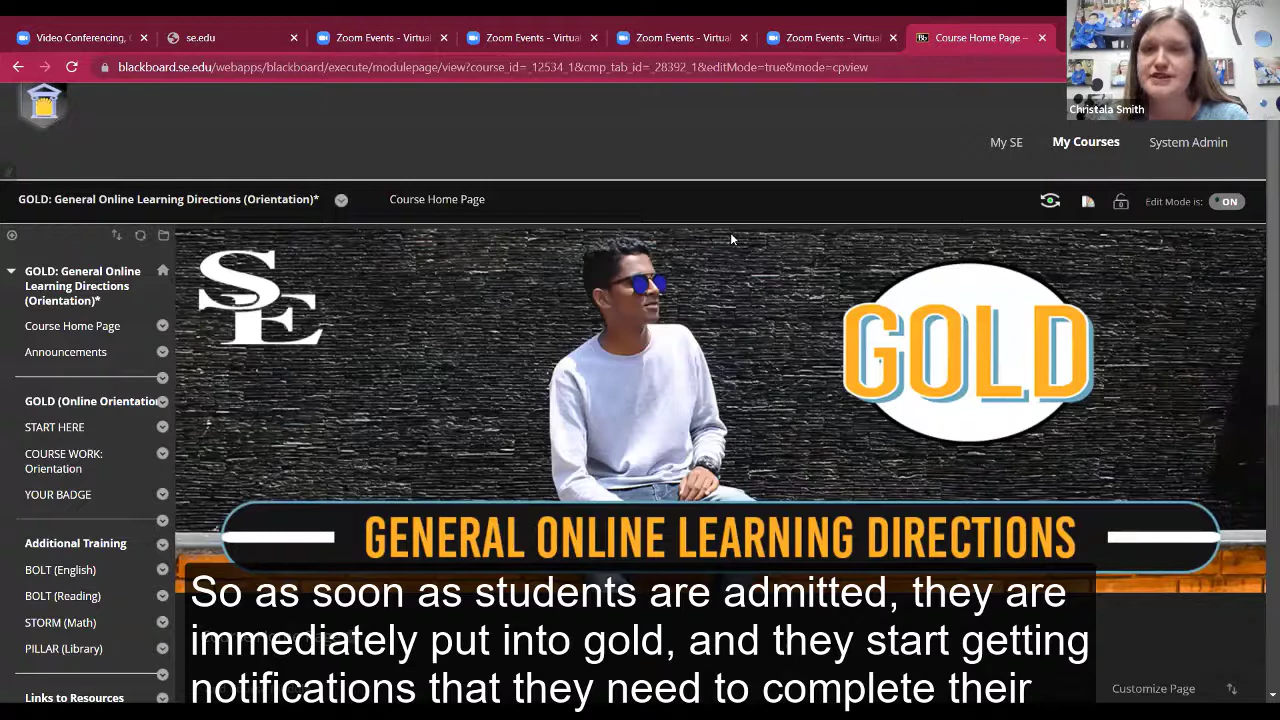 Video Conferencing, 
se.edu
Zoom Events - Virtual
Zoom Events - Virtual
Zoom Events - Virtual
Zoom Events - Virtual
Course Home Page –
blackboard.se.edu/webapps/blackboard/execute/modulepage/view?course_id=_12534_1&cmp_tab_id=_28392_1&editMode=true&mode=cpview
Christala Smith
My SE
My Courses
System Admin
GOLD: General Online Learning Directions (Orientation)*
Course Home Page
Edit Mode is:
ON
GOLD: General Online
Learning Directions
(Orientation)*
Course Home Page
Announcements
GOLD (Online Orientation
START HERE
COURSE WORK:
Orientation
YOUR BADGE
Additional Training
BOLT (English)
BOLT (Reading)
STORM (Math)
PILLAR (Library)
Links to Resources
SE
GOLD
GENERAL ONLINE LEARNING DIRECTIONS
So as soon as students are admitted, they are
immediately put into gold, and they start getting
notifications that they need to complete their
Customize Page